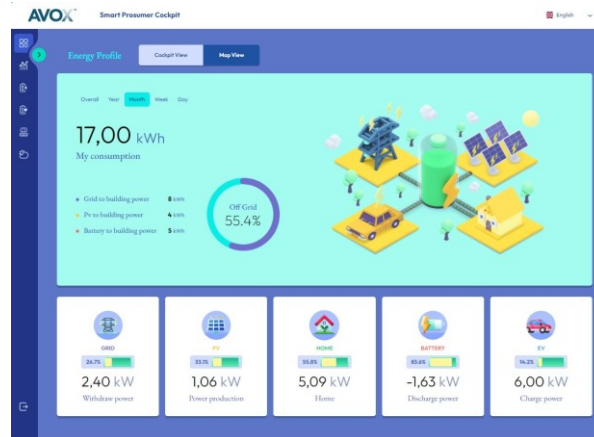 AVOX
Smart Prosumer Cockpit
English
Energy Profile
Cockpit View
Map View
Overall Year Month Week Day
17,00 kWh
My consumption
Grid to building power 8 kWh
Pv to building power 4 kWh
Battery to building power 5 kWh
Off Grid
55.4%
GRID
26.7%
2,40 kW
Withdraw power
PV
35.1%
1,06 kW
Power production
HOME
50.8%
5,09 kW
Home
BATTERY
85.6%
-1,63 kW
Discharge power
EV
14.2%
6,00 kW
Charge power